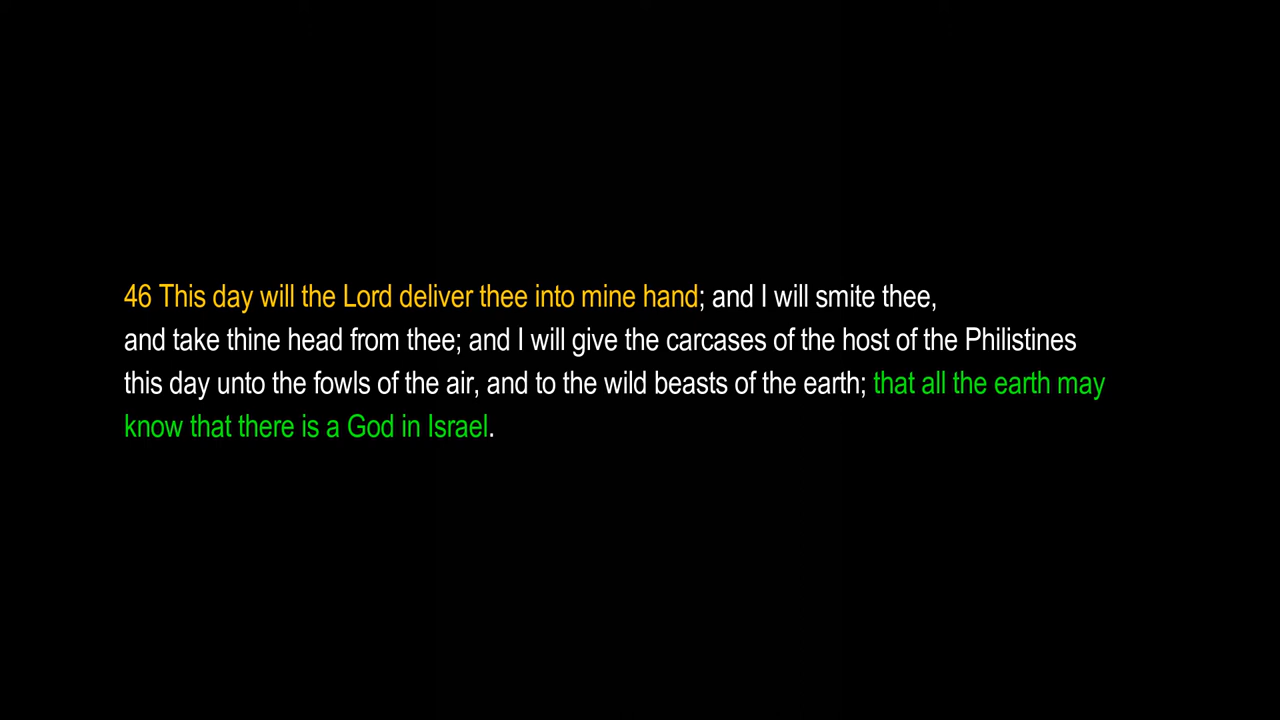 46 This day will the Lord deliver thee into mine hand; and I will smite thee,
and take thine head from thee; and I will give the carcases of the host of the Philistines
this day unto the fowls of the air, and to the wild beasts of the earth; that all the earth may
know that there is a God in Israel.